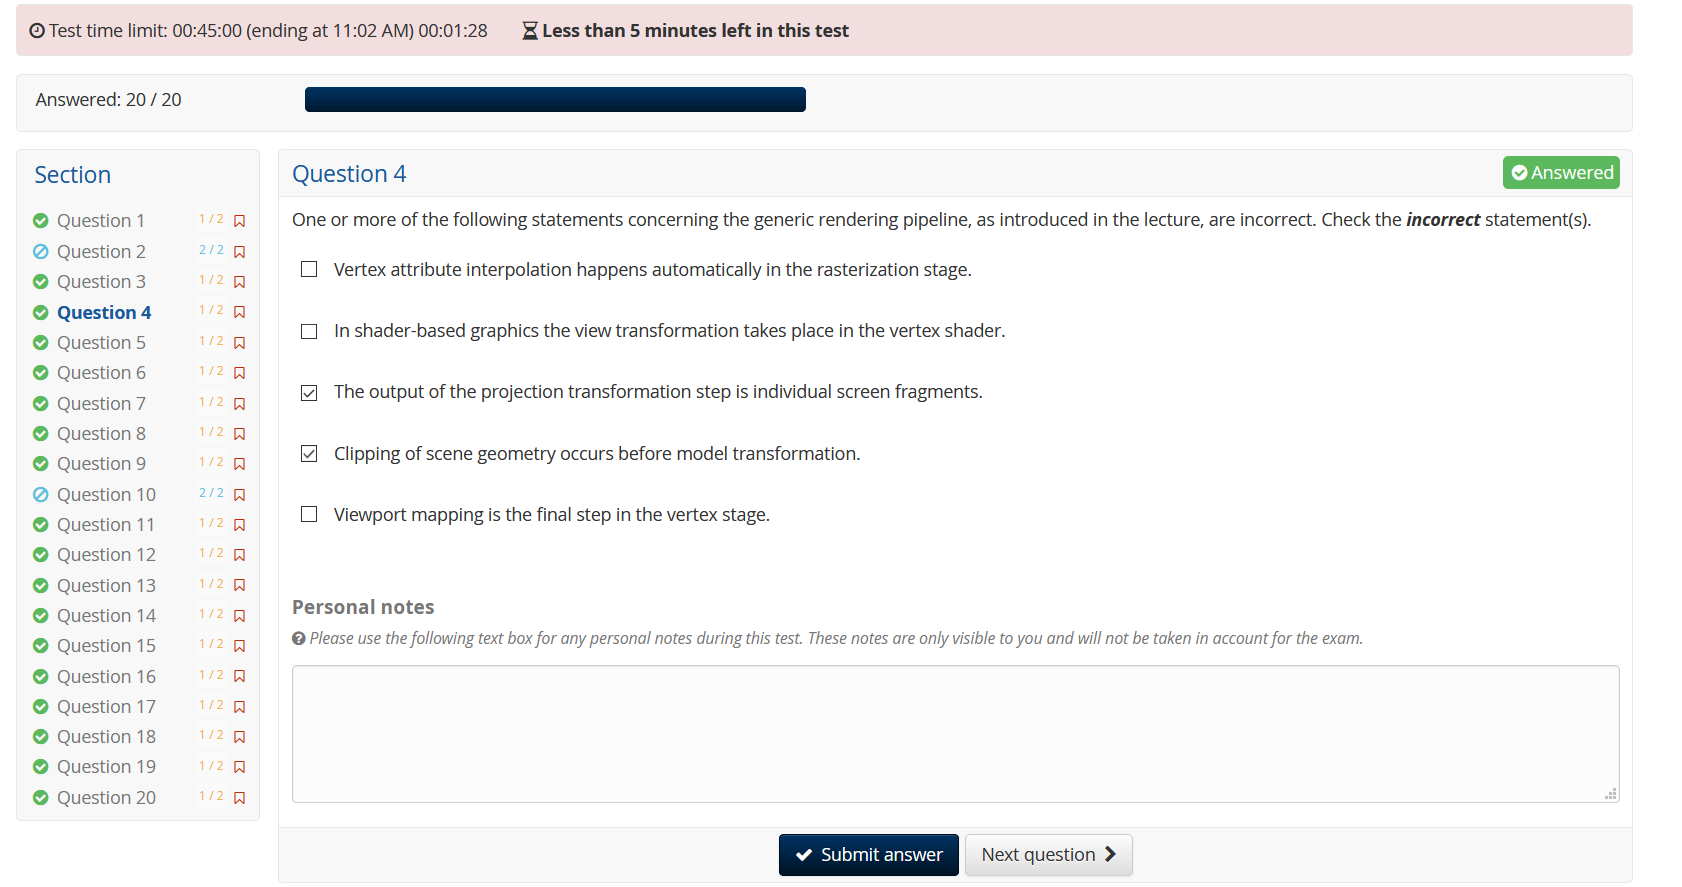 Test time limit: 00:45:00 (ending at 11:02 AM) 00:01:28 Less than 5 minutes left in this test
Answered: 20 / 20
Section
Question 1 1 / 2
Question 2 2 / 2
Question 3 1 / 2
Question 4 1 / 2
Question 5 1 / 2
Question 6 1 / 2
Question 7 1 / 2
Question 8 1 / 2
Question 9 1 / 2
Question 10 2 / 2
Question 11 1 / 2
Question 12 1 / 2
Question 13 1 / 2
Question 14 1 / 2
Question 15 1 / 2
Question 16 1 / 2
Question 17 1 / 2
Question 18 1 / 2
Question 19 1 / 2
Question 20 1 / 2
Question 4 Answered
One or more of the following statements concerning the generic rendering pipeline, as introduced in the lecture, are incorrect. Check the incorrect statement(s).
Vertex attribute interpolation happens automatically in the rasterization stage.
In shader-based graphics the view transformation takes place in the vertex shader.
The output of the projection transformation step is individual screen fragments.
Clipping of scene geometry occurs before model transformation.
Viewport mapping is the final step in the vertex stage.
Personal notes
Please use the following text box for any personal notes during this test. These notes are only visible to you and will not be taken in account for the exam.
Submit answer Next question